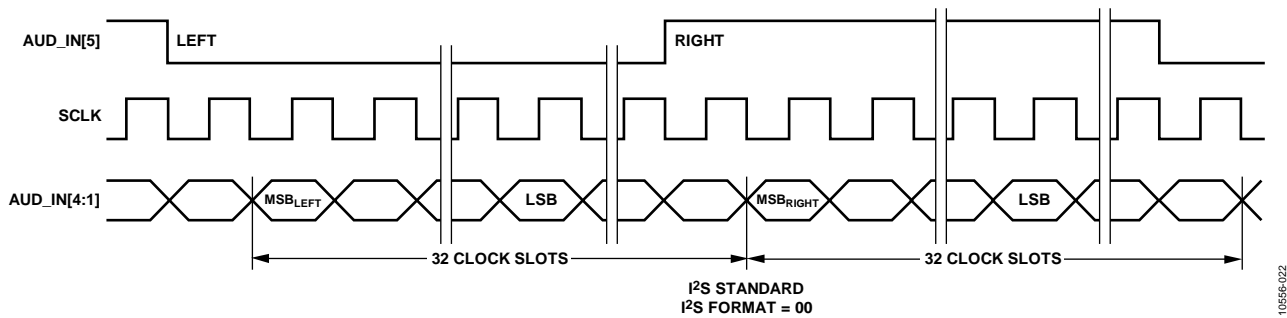 AUD_IN[5]
LEFT
RIGHT
SCLK
AUD_IN[4:1]
MSBLEFT
LSB
MSBRIGHT
LSB
32 CLOCK SLOTS
32 CLOCK SLOTS
I2S STANDARD
I2S FORMAT = 00
10556-022